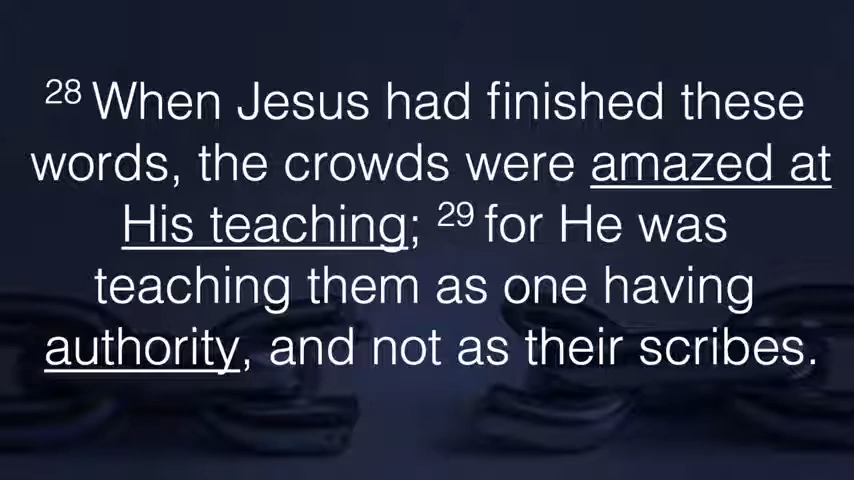 28 When Jesus had finished these
words, the crowds were amazed at
His teaching; 29 for He was
teaching them as one having
authority, and not as their scribes.